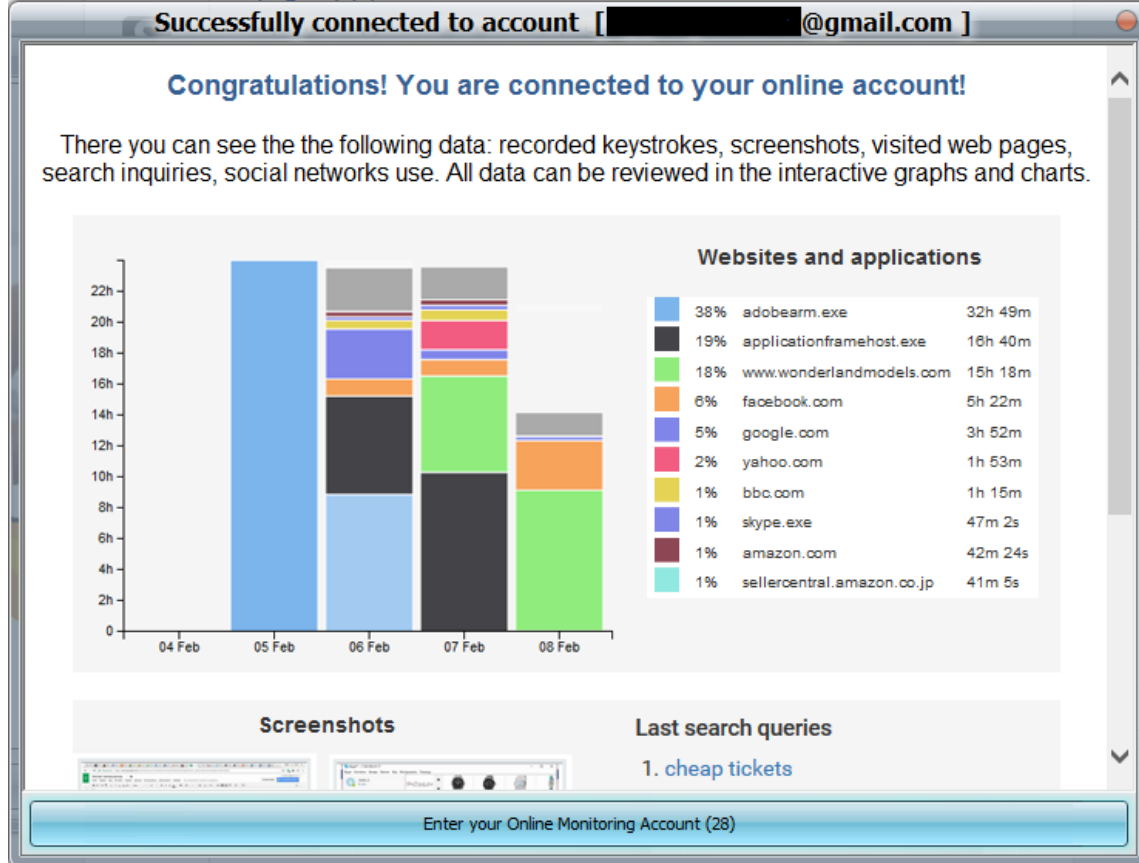 Successfully connected to account [ @gmail.com ]
Congratulations! You are connected to your online account!
There you can see the the following data: recorded keystrokes, screenshots, visited web pages,
search inquiries, social networks use. All data can be reviewed in the interactive graphs and charts.
Websites and applications
22h
20h
18h
16h
14h
12h
10h
8h
6h
4h
2h
0
04 Feb 05 Feb 06 Feb 07 Feb 08 Feb
38% adobearm.exe 32h 49m
19% applicationframehost.exe 16h 40m
18% www.wonderlandmodels.com 15h 18m
6% facebook.com 5h 22m
5% google.com 3h 52m
2% yahoo.com 1h 53m
1% bbc.com 1h 15m
1% skype.exe 47m 2s
1% amazon.com 42m 24s
1% sellercentral.amazon.co.jp 41m 5s
Screenshots
Last search queries
1. cheap tickets
Enter your Online Monitoring Account (28)